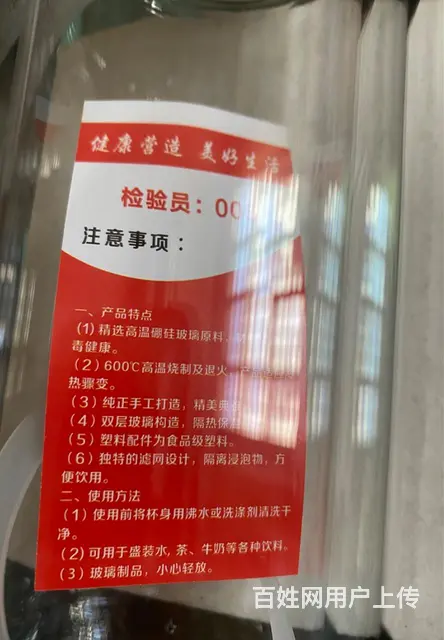 健康营造 美好生活
检验员：00
注意事项：
一、产品特点
（1）精选高温硼硅玻璃原料，
毒健康。
（2）600℃高温烧制及退火，产品
热骤变。
（3）纯正手工打造，精美典
（4）双层玻璃构造，隔热保
（5）塑料配件为食品级塑料。
（6）独特的滤网设计，隔离浸泡物，方
便饮用。
二、使用方法
（1）使用前将杯身用沸水或洗涤剂清洗干
净。
（2）可用于盛装水，茶、牛奶等各种饮料。
（3）玻璃制品，小心轻放。
百姓网用户上传